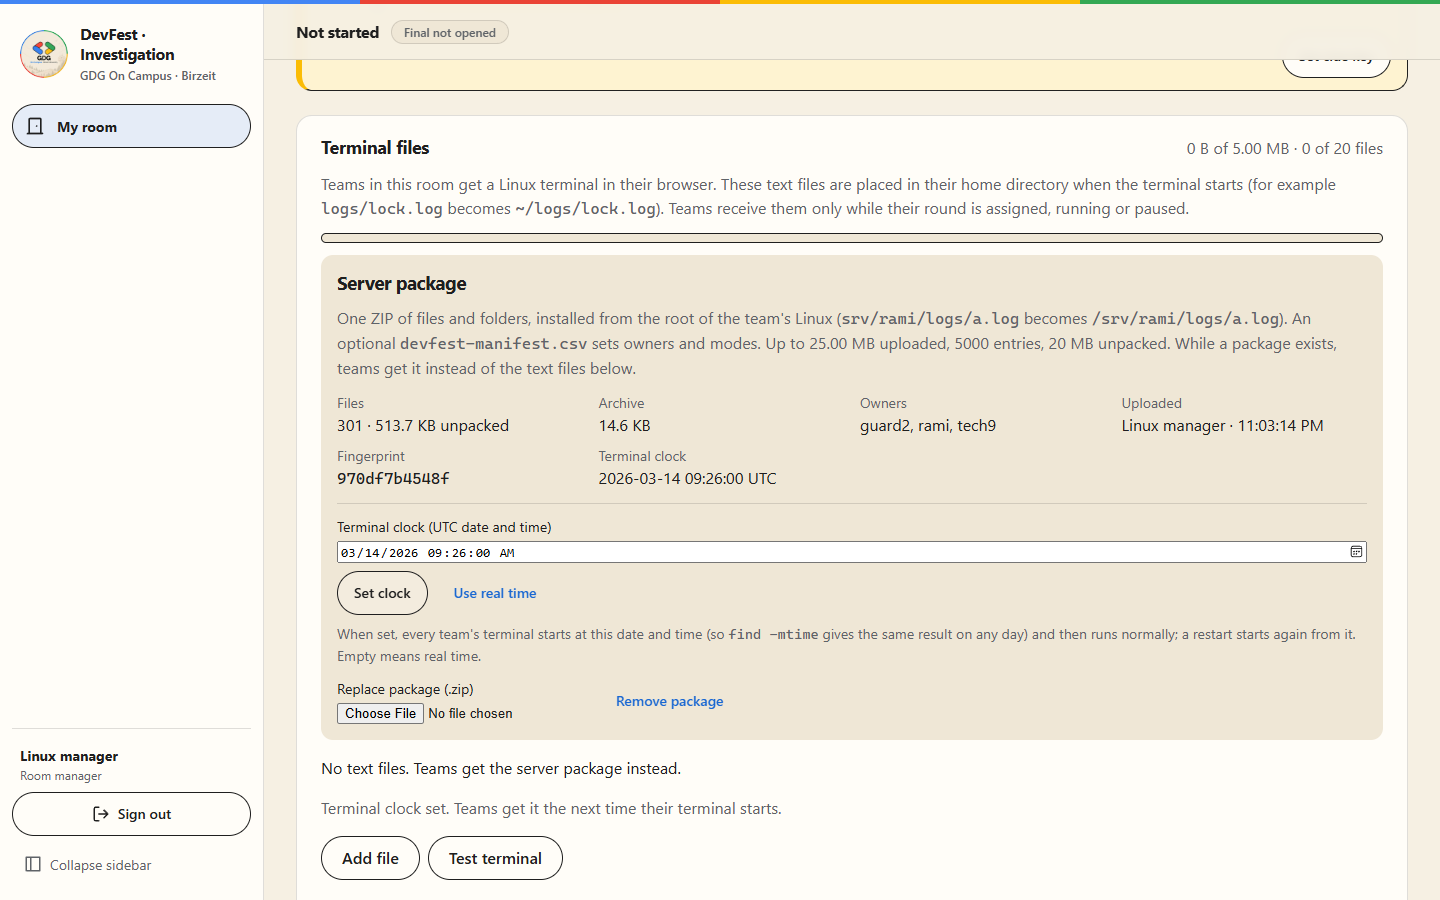 DevFest ·
Investigation
GDG On Campus · Birzeit
My room
Linux manager
Room manager
Sign out
Collapse sidebar
Not started
Final not opened
Terminal files
0 B of 5.00 MB · 0 of 20 files
Teams in this room get a Linux terminal in their browser. These text files are placed in their home directory when the terminal starts (for example
logs/lock.log becomes ~/logs/lock.log). Teams receive them only while their round is assigned, running or paused.
Server package
One ZIP of files and folders, installed from the root of the team's Linux (srv/rami/logs/a.log becomes /srv/rami/logs/a.log). An
optional devfest-manifest.csv sets owners and modes. Up to 25.00 MB uploaded, 5000 entries, 20 MB unpacked. While a package exists,
teams get it instead of the text files below.
Files
301 · 513.7 KB unpacked
Archive
14.6 KB
Owners
guard2, rami, tech9
Uploaded
Linux manager · 11:03:14 PM
Fingerprint
970df7b4548f
Terminal clock
2026-03-14 09:26:00 UTC
Terminal clock (UTC date and time)
03/14/2026 09:26:00 AM
Set clock
Use real time
When set, every team's terminal starts at this date and time (so find -mtime gives the same result on any day) and then runs normally; a restart starts again from it.
Empty means real time.
Replace package (.zip)
Choose File No file chosen
Remove package
No text files. Teams get the server package instead.
Terminal clock set. Teams get it the next time their terminal starts.
Add file
Test terminal